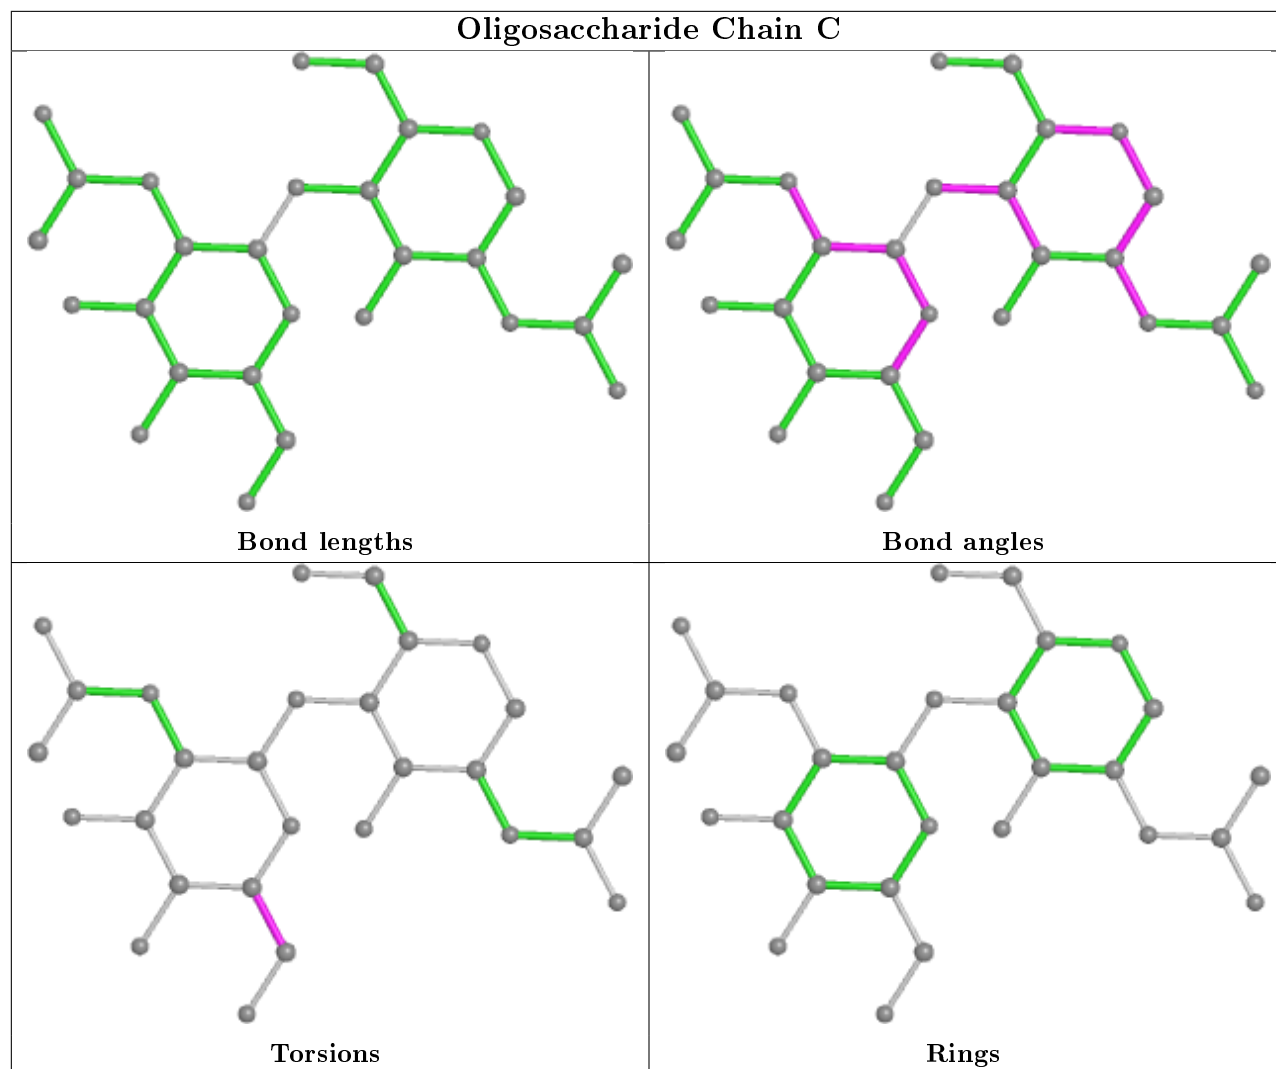 Oligosaccharide Chain C
Bond lengths
Bond angles
Torsions
Rings